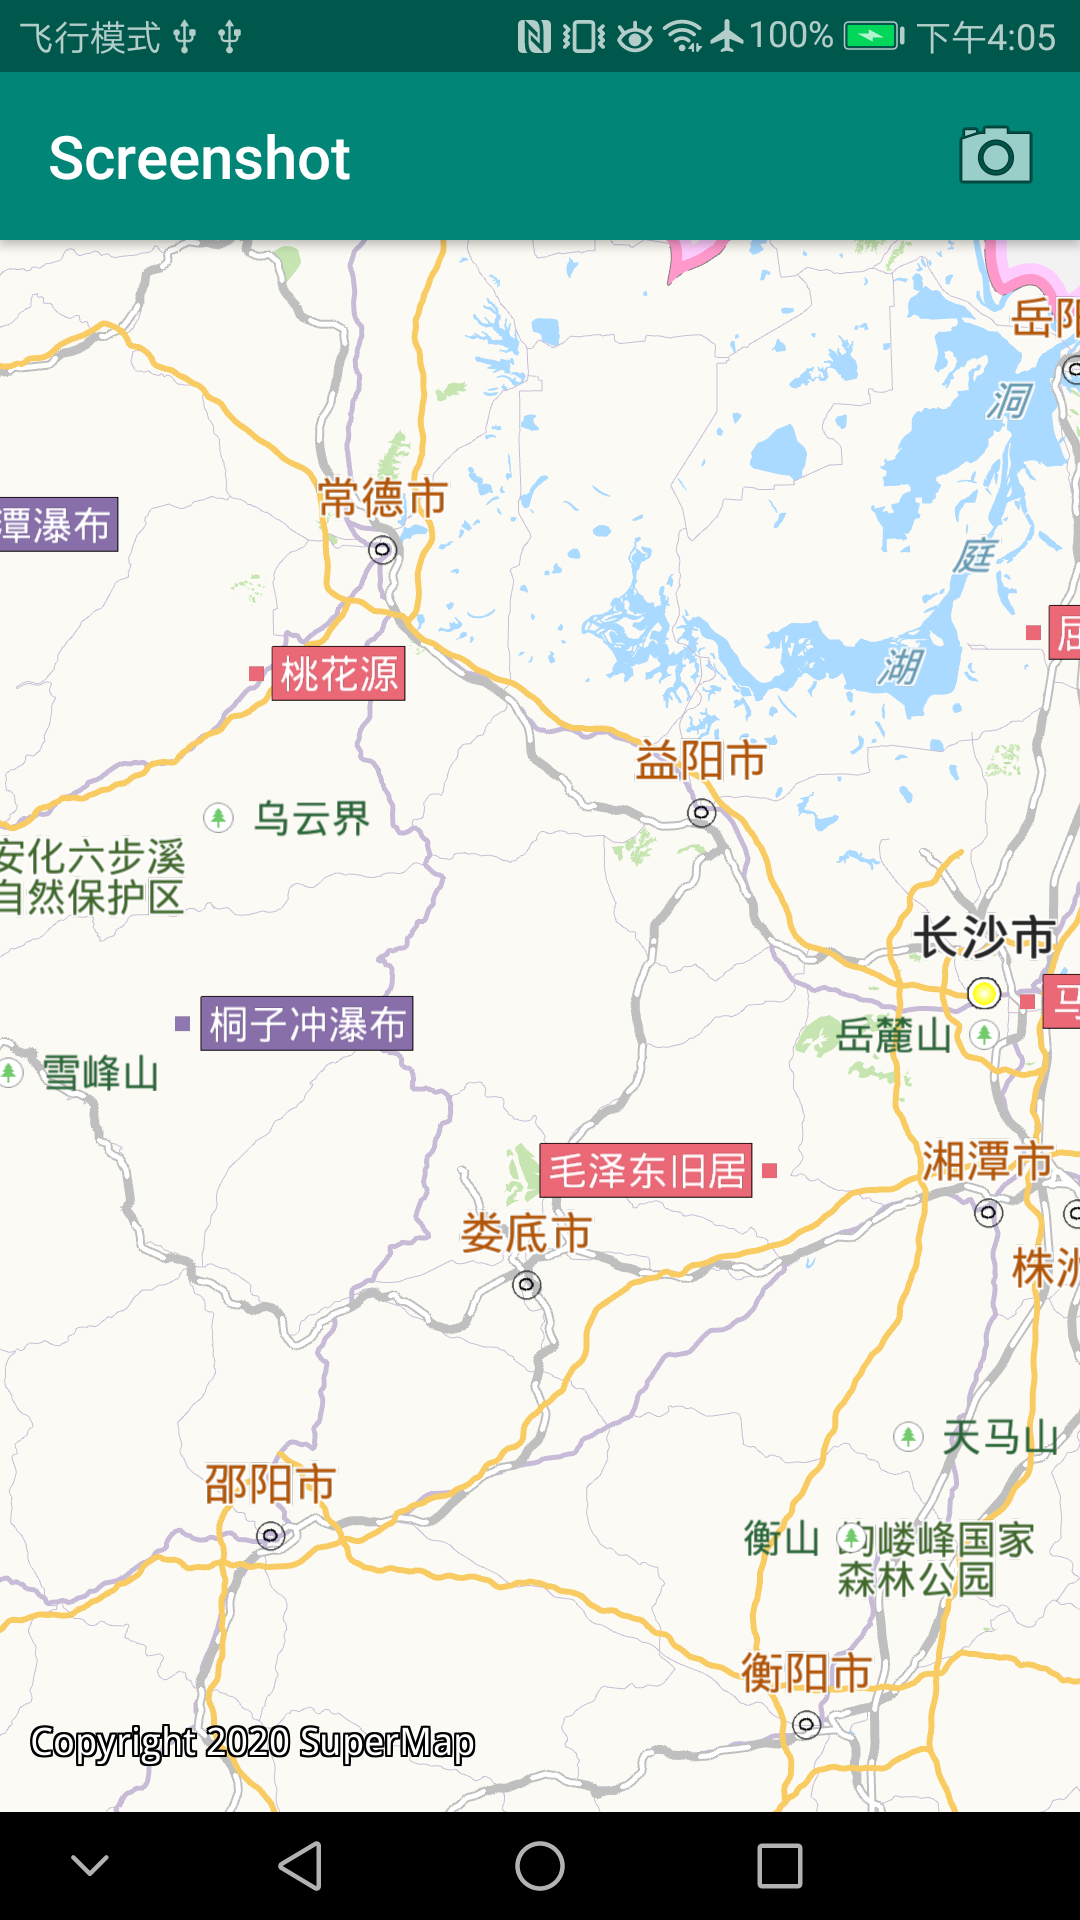 飞行模式 100% 下午4:05
Screenshot
岳阳
洞
常德市
潭瀑布
庭
屈
湖
桃花源
益阳市
乌云界
安化六步溪
自然保护区
长沙市
马
桐子冲瀑布
岳麓山
雪峰山
毛泽东旧居
湘潭市
娄底市
株洲
天马山
邵阳市
衡山
岣嵝峰国家
森林公园
衡阳市
Copyright 2020 SuperMap